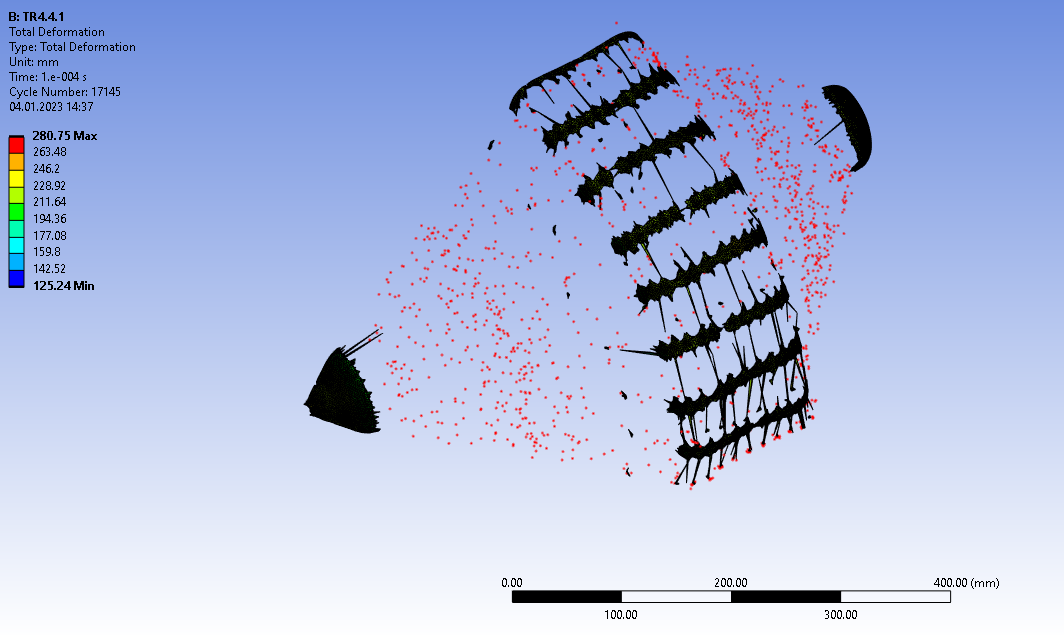 B: TR4.4.1
Total Deformation
Type: Total Deformation
Unit: mm
Time: 1.e-004 s
Cycle Number: 17145
04.01.2023 14:37
280.75 Max
263.48
246.2
228.92
211.64
194.36
177.08
159.8
142.52
125.24 Min
0.00 200.00 400.00 (mm)
100.00 300.00